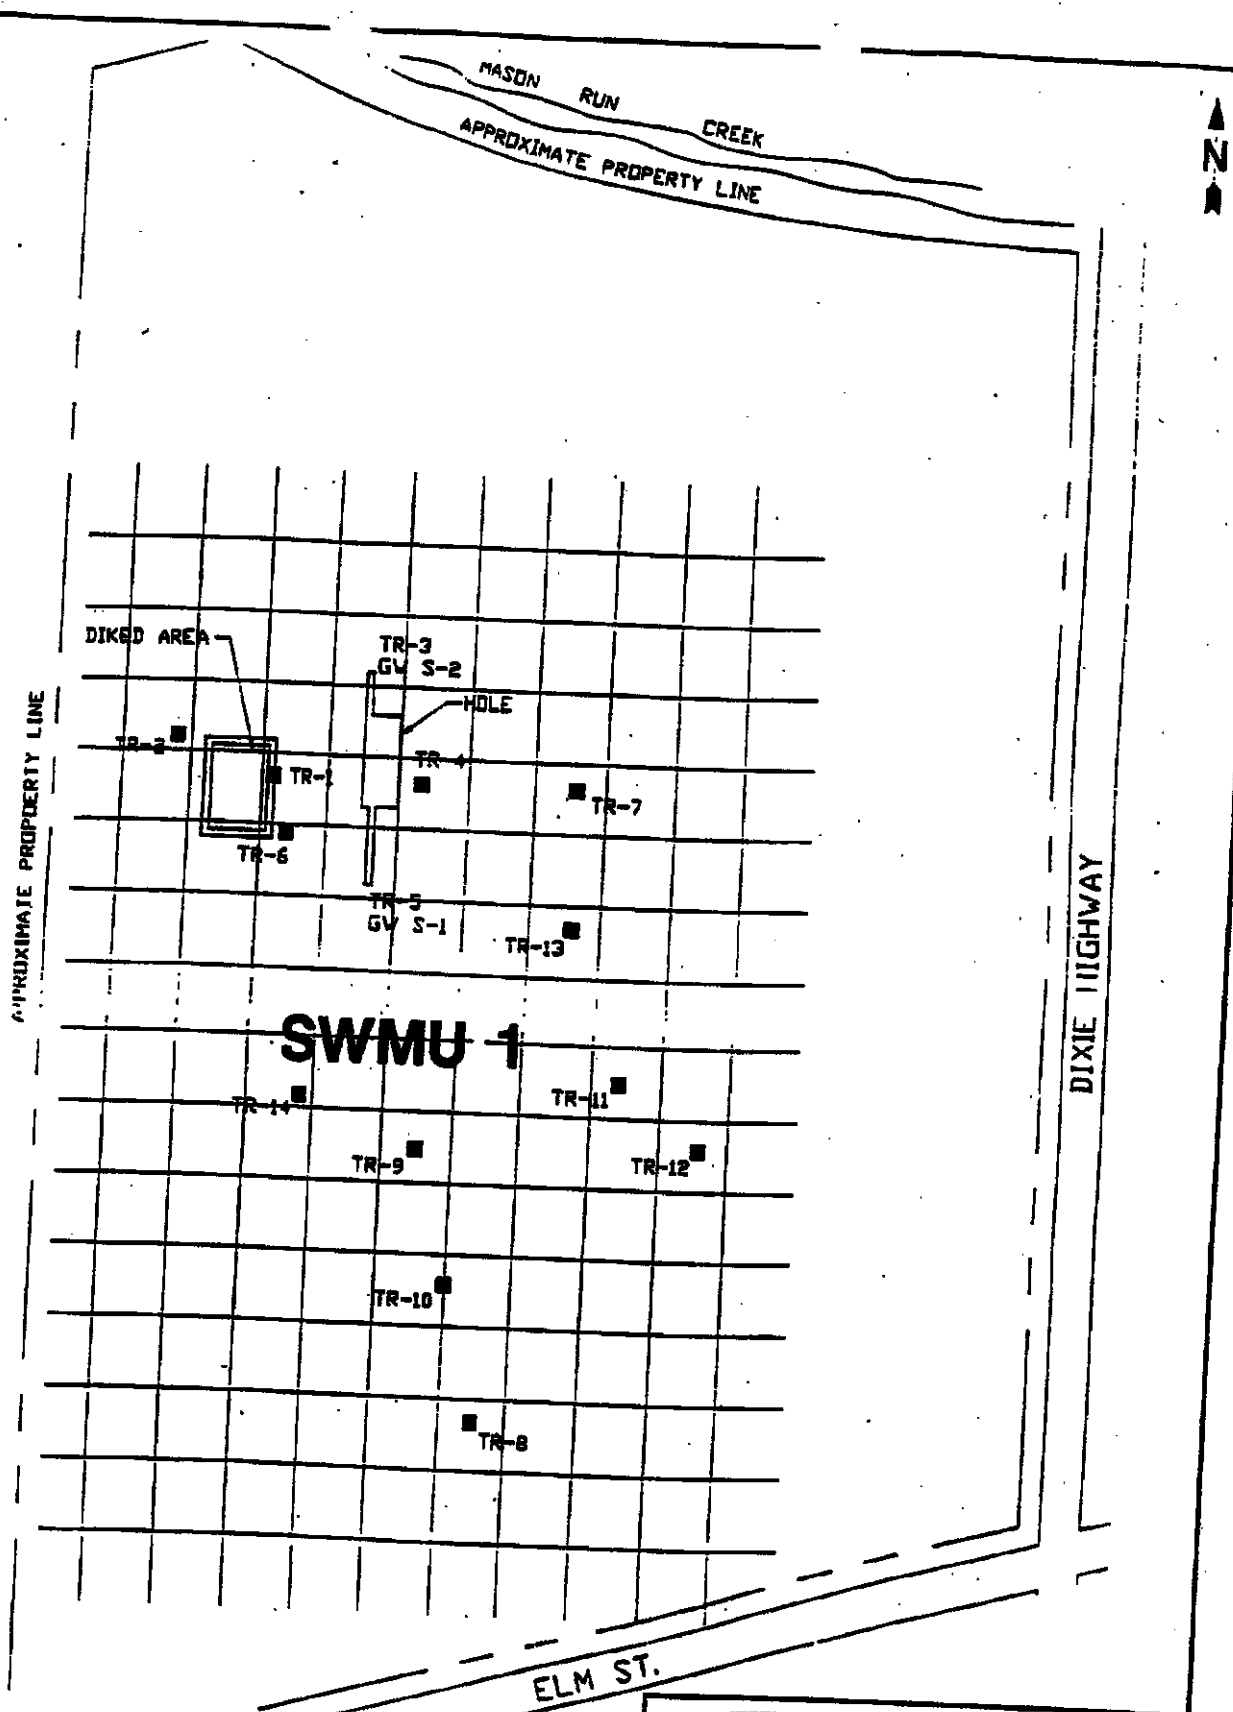 MASON RUN CREEK
APPROXIMATE PROPERTY LINE
N
DIKED AREA
TR-3
GW S-2
HOLE
TR-2
TR-4
TR-1
TR-7
TR-6
TR-5
GW S-1
TR-13
APPROXIMATE PROPDERTY LINE
DIXIE HIGHWAY
SWMU 1
TR-14
TR-11
TR-9
TR-12
TR-10
TR-8
ELM ST.